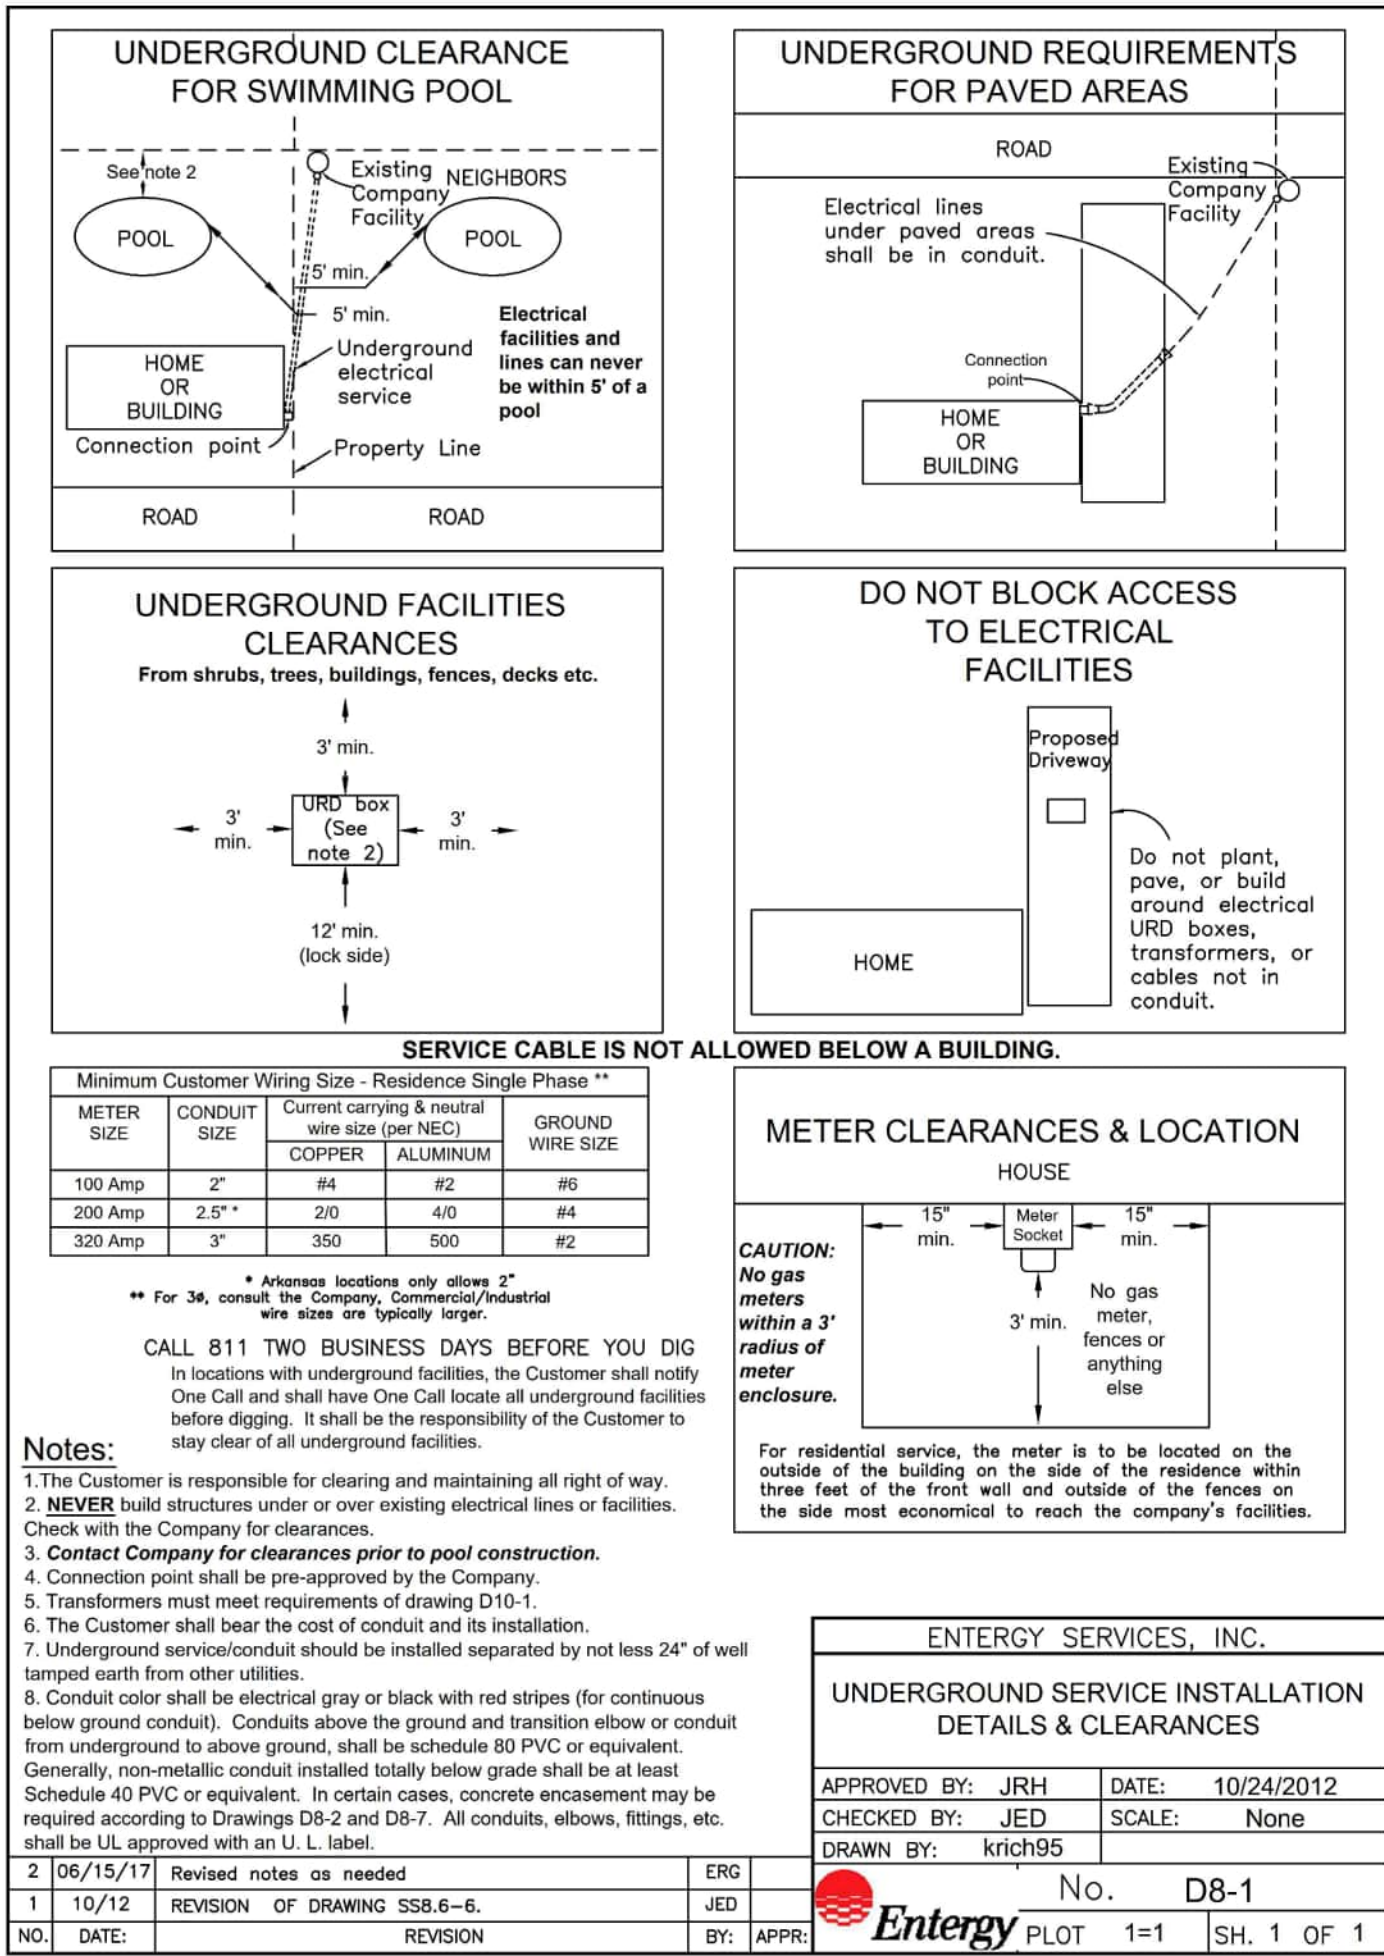 UNDERGROUND CLEARANCE
FOR SWIMMING POOL
See note 2
Existing
Company
Facility
NEIGHBORS
POOL
POOL
5' min.
5' min.
Electrical
facilities and
lines can never
be within 5' of a
pool
HOME
OR
BUILDING
Underground
electrical
service
Connection point
Property Line
ROAD
ROAD
UNDERGROUND REQUIREMENTS
FOR PAVED AREAS
ROAD
Existing
Company
Facility
Electrical lines
under paved areas
shall be in conduit.
Connection
point
HOME
OR
BUILDING
UNDERGROUND FACILITIES
CLEARANCES
From shrubs, trees, buildings, fences, decks etc.
3' min.
3'
min.
URD box
(See
note 2)
3'
min.
12' min.
(lock side)
DO NOT BLOCK ACCESS
TO ELECTRICAL
FACILITIES
Proposed
Driveway
Do not plant,
pave, or build
around electrical
URD boxes,
transformers, or
cables not in
conduit.
HOME
SERVICE CABLE IS NOT ALLOWED BELOW A BUILDING.
Minimum Customer Wiring Size - Residence Single Phase **
METER
SIZE
CONDUIT
SIZE
Current carrying & neutral
wire size (per NEC)
COPPER ALUMINUM
GROUND
WIRE SIZE
100 Amp 2" #4 #2 #6
200 Amp 2.5" * 2/0 4/0 #4
320 Amp 3" 350 500 #2
* Arkansas locations only allows 2"
** For 3ø, consult the Company, Commercial/Industrial
wire sizes are typically larger.
CALL 811 TWO BUSINESS DAYS BEFORE YOU DIG
In locations with underground facilities, the Customer shall notify
One Call and shall have One Call locate all underground facilities
before digging. It shall be the responsibility of the Customer to
stay clear of all underground facilities.
METER CLEARANCES & LOCATION
HOUSE
15"
min.
Meter
Socket
15"
min.
CAUTION:
No gas
meters
within a 3'
radius of
meter
enclosure.
3' min.
No gas
meter,
fences or
anything
else
For residential service, the meter is to be located on the
outside of the building on the side of the residence within
three feet of the front wall and outside of the fences on
the side most economical to reach the company's facilities.
Notes:
1.The Customer is responsible for clearing and maintaining all right of way.
2. NEVER build structures under or over existing electrical lines or facilities.
Check with the Company for clearances.
3. Contact Company for clearances prior to pool construction.
4. Connection point shall be pre-approved by the Company.
5. Transformers must meet requirements of drawing D10-1.
6. The Customer shall bear the cost of conduit and its installation.
7. Underground service/conduit should be installed separated by not less 24" of well
tamped earth from other utilities.
8. Conduit color shall be electrical gray or black with red stripes (for continuous
below ground conduit). Conduits above the ground and transition elbow or conduit
from underground to above ground, shall be schedule 80 PVC or equivalent.
Generally, non-metallic conduit installed totally below grade shall be at least
Schedule 40 PVC or equivalent. In certain cases, concrete encasement may be
required according to Drawings D8-2 and D8-7. All conduits, elbows, fittings, etc.
shall be UL approved with an U. L. label.
2 06/15/17 Revised notes as needed ERG
1 10/12 REVISION OF DRAWING SS8.6-6. JED
NO. DATE: REVISION BY: APPR:
ENTERGY SERVICES, INC.
UNDERGROUND SERVICE INSTALLATION
DETAILS & CLEARANCES
APPROVED BY: JRH DATE: 10/24/2012
CHECKED BY: JED SCALE: None
DRAWN BY: krich95
Entergy
No. D8-1
PLOT 1=1 SH. 1 OF 1